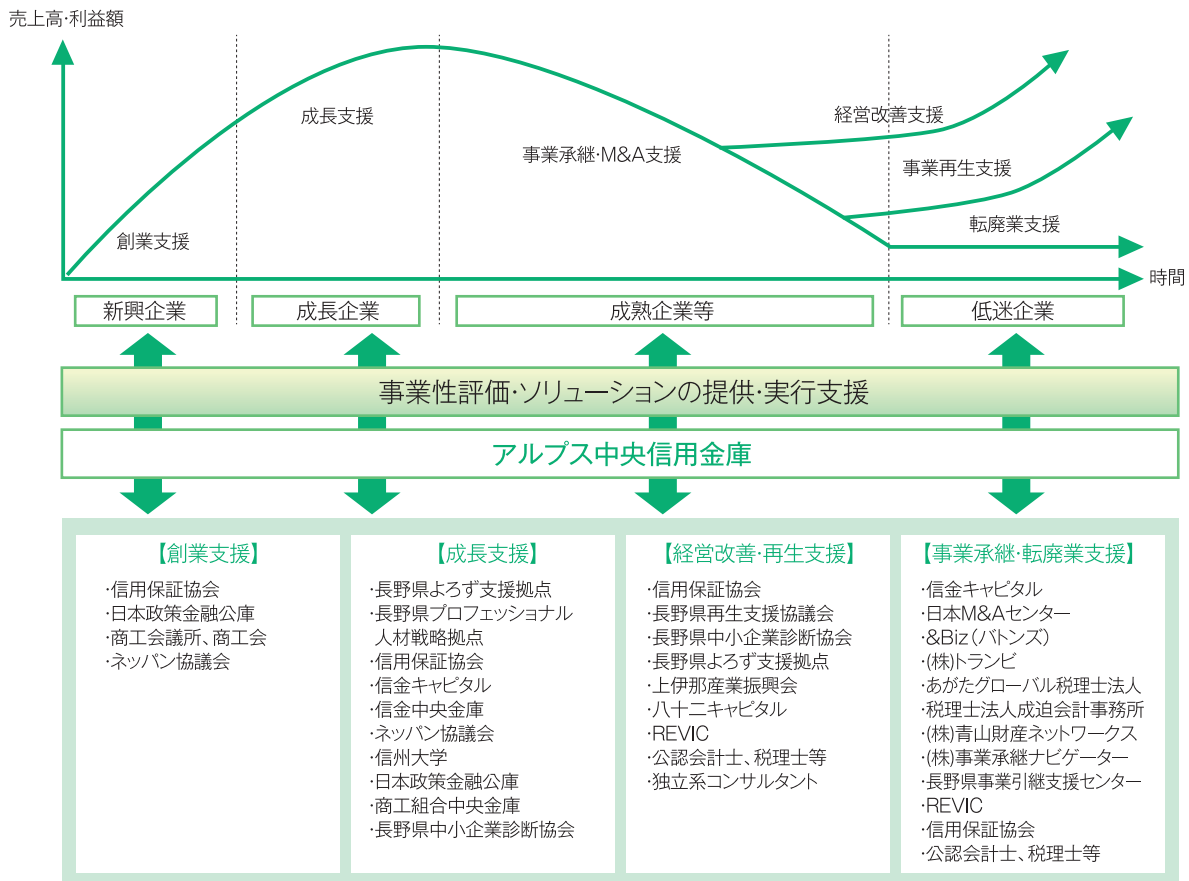 売上高・利益額
成長支援
経営改善支援
事業承継・M&A支援
事業再生支援
創業支援
転廃業支援
時間
新興企業
成長企業
成熟企業等
低迷企業
事業性評価・ソリューションの提供・実行支援
アルプス中央信用金庫
【創業支援】
・信用保証協会
・日本政策金融公庫
・商工会議所、商工会
・ネッパン協議会
【成長支援】
・長野県よろず支援拠点
・長野県プロフェッショナル
人材戦略拠点
・信用保証協会
・信金キャピタル
・信金中央金庫
・ネッパン協議会
・信州大学
・日本政策金融公庫
・商工組合中央金庫
・長野県中小企業診断協会
【経営改善・再生支援】
・信用保証協会
・長野県再生支援協議会
・長野県中小企業診断協会
・長野県よろず支援拠点
・上伊那産業振興会
・八十二キャピタル
・REVIC
・公認会計士、税理士等
・独立系コンサルタント
【事業承継・転廃業支援】
・信金キャピタル
・日本M&Aセンター
・&Biz（バトンズ）
・(株)トランビ
・あがたグローバル税理士法人
・税理士法人成迫会計事務所
・(株)青山財産ネットワークス
・(株)事業承継ナビゲーター
・長野県事業引継支援センター
・REVIC
・信用保証協会
・公認会計士、税理士等